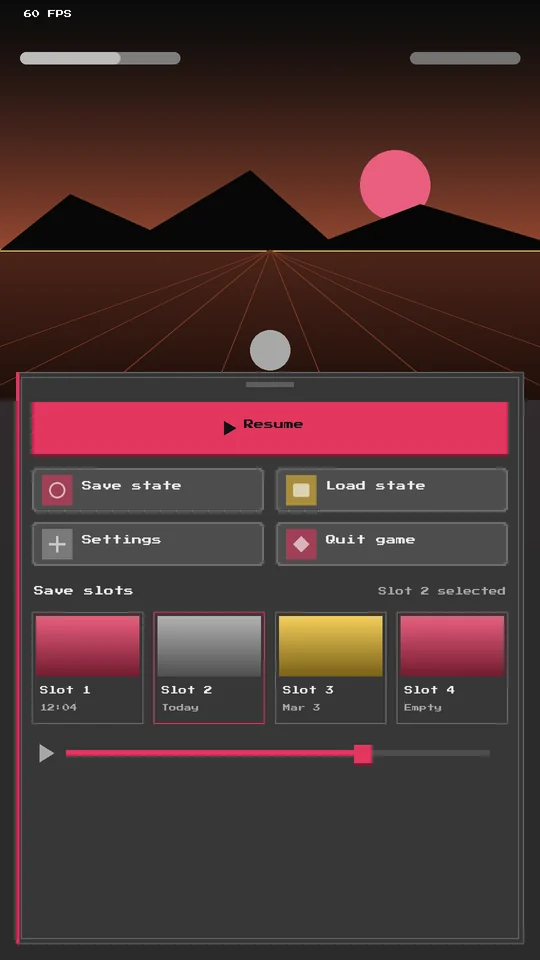 60 FPS
Resume
Save state
Load state
Settings
Quit game
Save slots
Slot 2 selected
Slot 1
12:04
Slot 2
Today
Slot 3
Mar 3
Slot 4
Empty